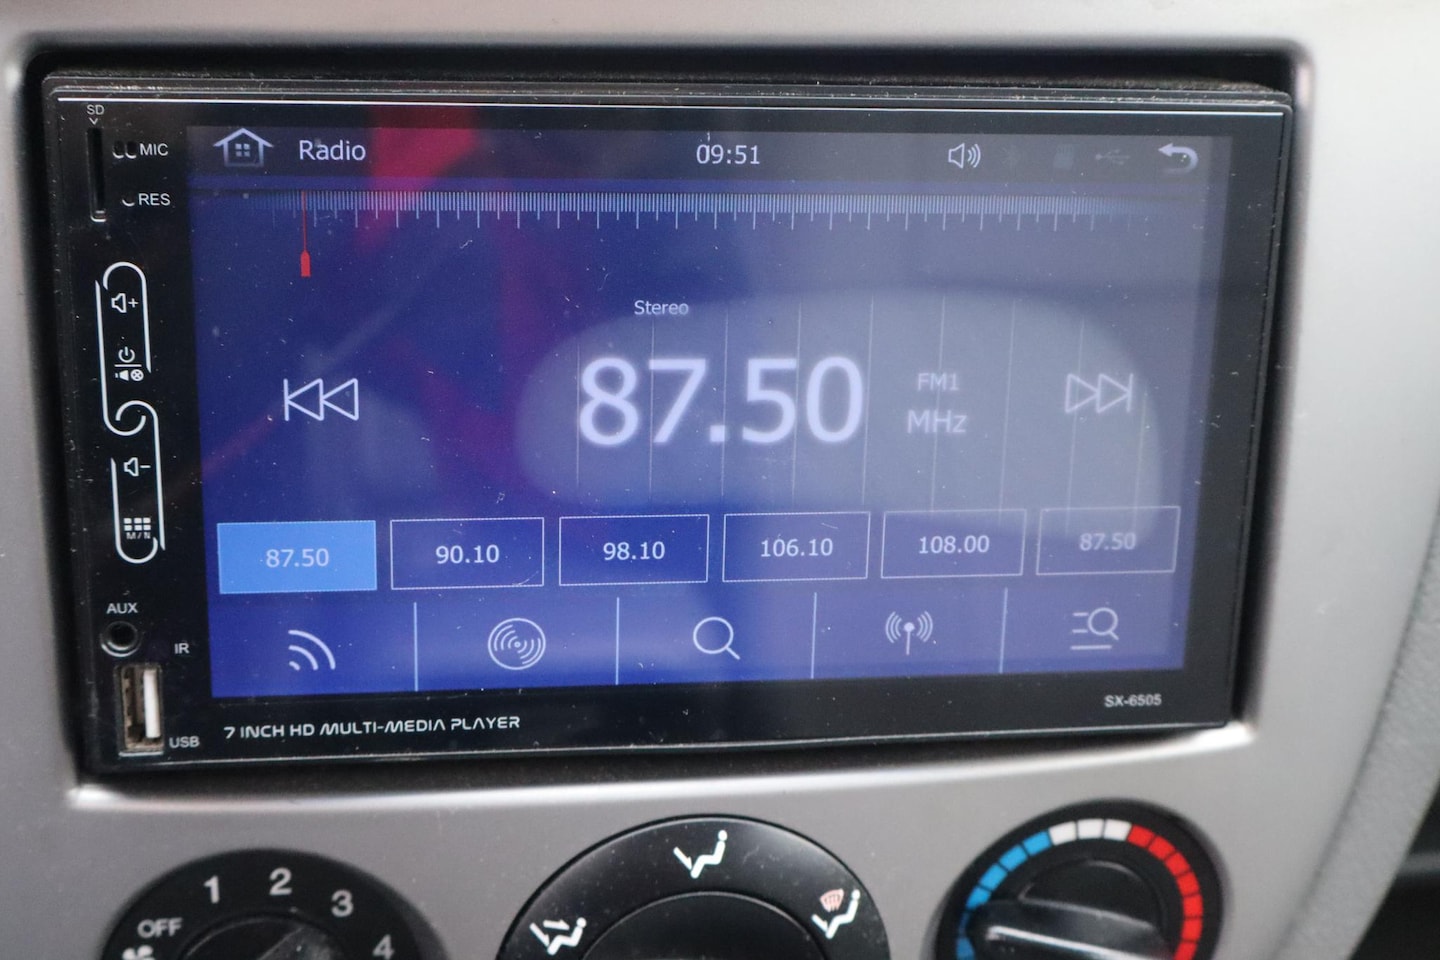 SD
MIC
RES
Radio
09:51
Stereo
87.50
FM1
MHz
87.50
90.10
98.10
106.10
108.00
87.50
M / N
AUX
IR
USB
7 INCH HD MULTI-MEDIA PLAYER
SX-6505
OFF
1
2
3
4